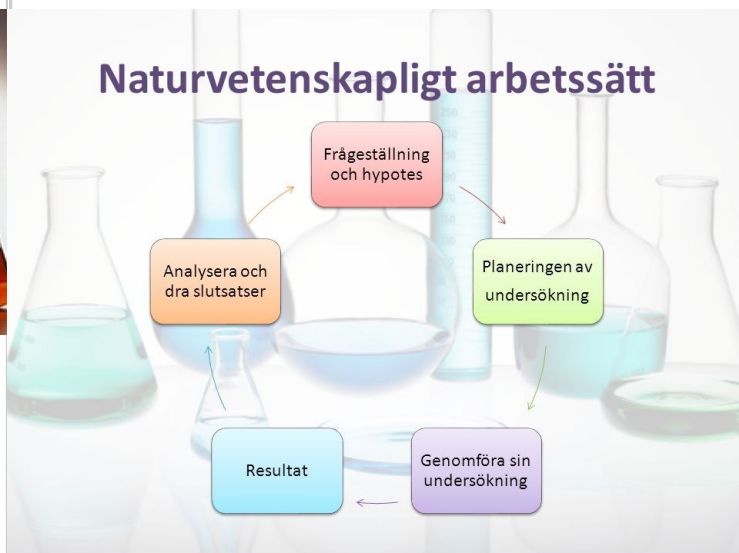 Naturvetenskapligt arbetssätt
Frågeställning
och hypotes
Planeringen av
undersökning
Genomföra sin
undersökning
Resultat
Analysera och
dra slutsatser